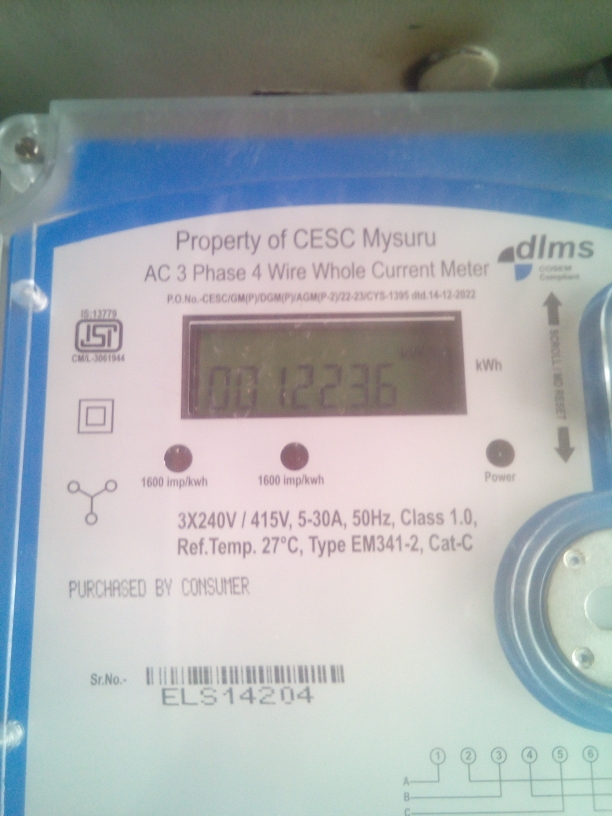 Property of CESC Mysuru
dlms
COSEM
Compliant
AC 3 Phase 4 Wire Whole Current Meter
P.O.No.-CESC/GM(P)/DGM(P)/AGM(P-2)/22-23/CYS-1395 dtd.14-12-2022
IS:13779
ISI
CM/L-3061944
kWh
SCROLL / MD RESET
1600 imp/kwh
1600 imp/kwh
Power
3X240V / 415V, 5-30A, 50Hz, Class 1.0,
Ref.Temp. 27°C, Type EM341-2, Cat-C
PURCHASED BY CONSUMER
Sr.No.-
ELS14204
1 2 3 4 5 6
A
B
C